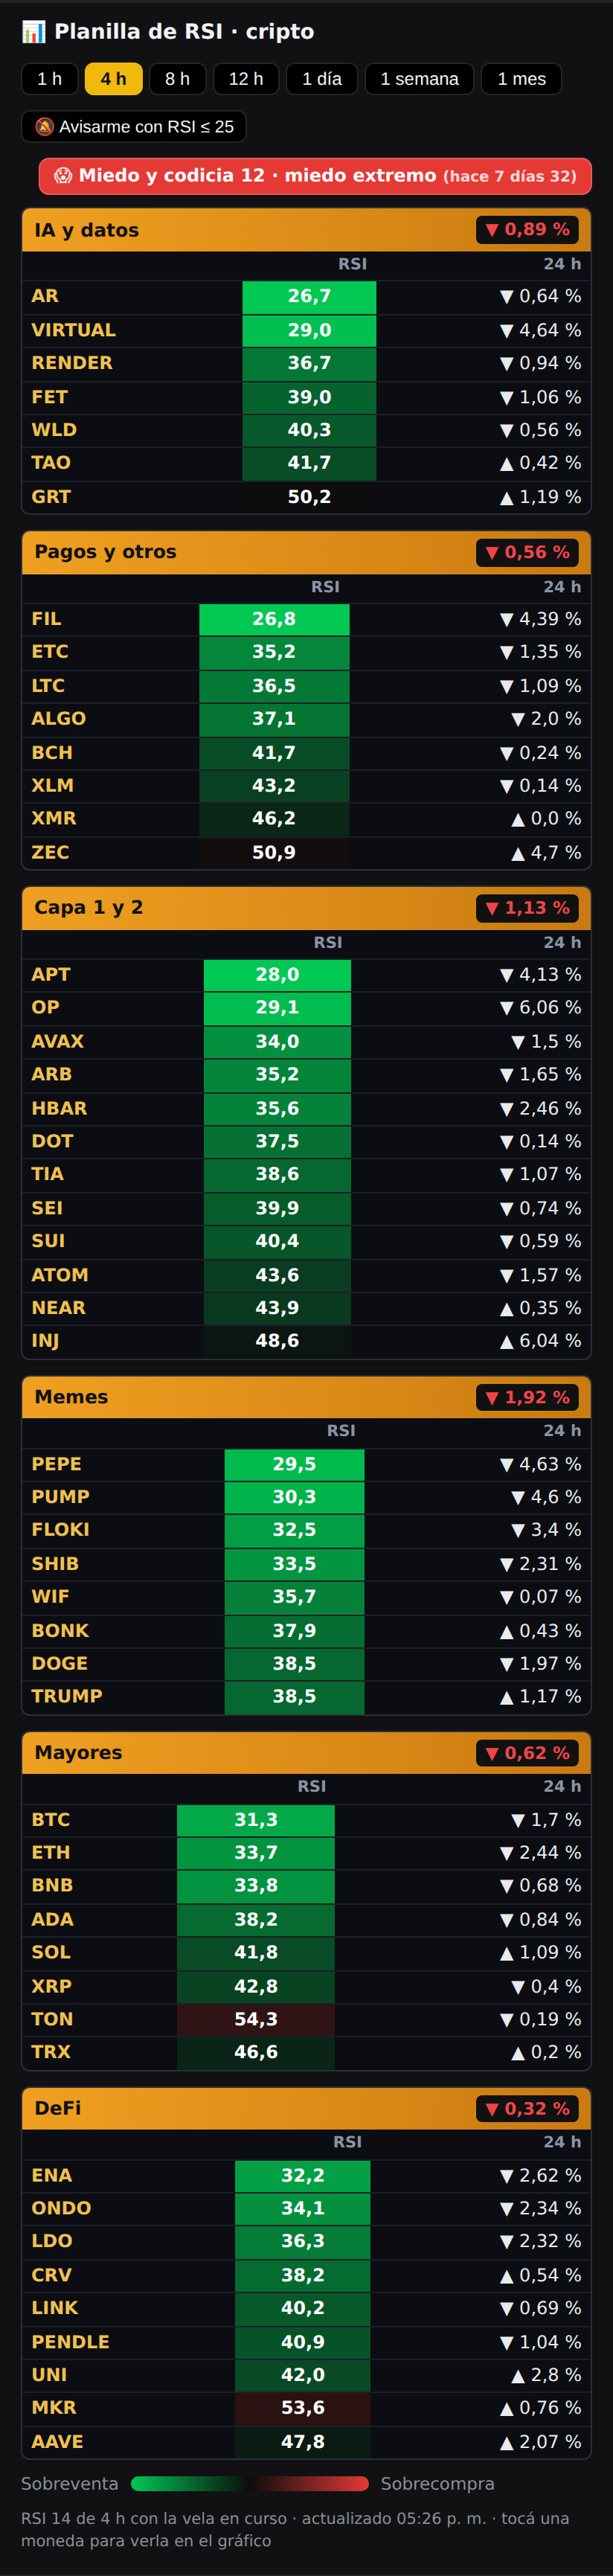 📊 Planilla de RSI · cripto
1 h 4 h 8 h 12 h 1 día 1 semana 1 mes
🔕 Avisarme con RSI ≤ 25
😱 Miedo y codicia 12 · miedo extremo (hace 7 días 32)
IA y datos ▼ 0,89 %
RSI 24 h
AR 26,7 ▼ 0,64 %
VIRTUAL 29,0 ▼ 4,64 %
RENDER 36,7 ▼ 0,94 %
FET 39,0 ▼ 1,06 %
WLD 40,3 ▼ 0,56 %
TAO 41,7 ▲ 0,42 %
GRT 50,2 ▲ 1,19 %
Pagos y otros ▼ 0,56 %
RSI 24 h
FIL 26,8 ▼ 4,39 %
ETC 35,2 ▼ 1,35 %
LTC 36,5 ▼ 1,09 %
ALGO 37,1 ▼ 2,0 %
BCH 41,7 ▼ 0,24 %
XLM 43,2 ▼ 0,14 %
XMR 46,2 ▲ 0,0 %
ZEC 50,9 ▲ 4,7 %
Capa 1 y 2 ▼ 1,13 %
RSI 24 h
APT 28,0 ▼ 4,13 %
OP 29,1 ▼ 6,06 %
AVAX 34,0 ▼ 1,5 %
ARB 35,2 ▼ 1,65 %
HBAR 35,6 ▼ 2,46 %
DOT 37,5 ▼ 0,14 %
TIA 38,6 ▼ 1,07 %
SEI 39,9 ▼ 0,74 %
SUI 40,4 ▼ 0,59 %
ATOM 43,6 ▼ 1,57 %
NEAR 43,9 ▲ 0,35 %
INJ 48,6 ▲ 6,04 %
Memes ▼ 1,92 %
RSI 24 h
PEPE 29,5 ▼ 4,63 %
PUMP 30,3 ▼ 4,6 %
FLOKI 32,5 ▼ 3,4 %
SHIB 33,5 ▼ 2,31 %
WIF 35,7 ▼ 0,07 %
BONK 37,9 ▲ 0,43 %
DOGE 38,5 ▼ 1,97 %
TRUMP 38,5 ▲ 1,17 %
Mayores ▼ 0,62 %
RSI 24 h
BTC 31,3 ▼ 1,7 %
ETH 33,7 ▼ 2,44 %
BNB 33,8 ▼ 0,68 %
ADA 38,2 ▼ 0,84 %
SOL 41,8 ▲ 1,09 %
XRP 42,8 ▼ 0,4 %
TON 54,3 ▼ 0,19 %
TRX 46,6 ▲ 0,2 %
DeFi ▼ 0,32 %
RSI 24 h
ENA 32,2 ▼ 2,62 %
ONDO 34,1 ▼ 2,34 %
LDO 36,3 ▼ 2,32 %
CRV 38,2 ▲ 0,54 %
LINK 40,2 ▼ 0,69 %
PENDLE 40,9 ▼ 1,04 %
UNI 42,0 ▲ 2,8 %
MKR 53,6 ▲ 0,76 %
AAVE 47,8 ▲ 2,07 %
Sobreventa Sobrecompra
RSI 14 de 4 h con la vela en curso · actualizado 05:26 p. m. · tocá una
moneda para verla en el gráfico